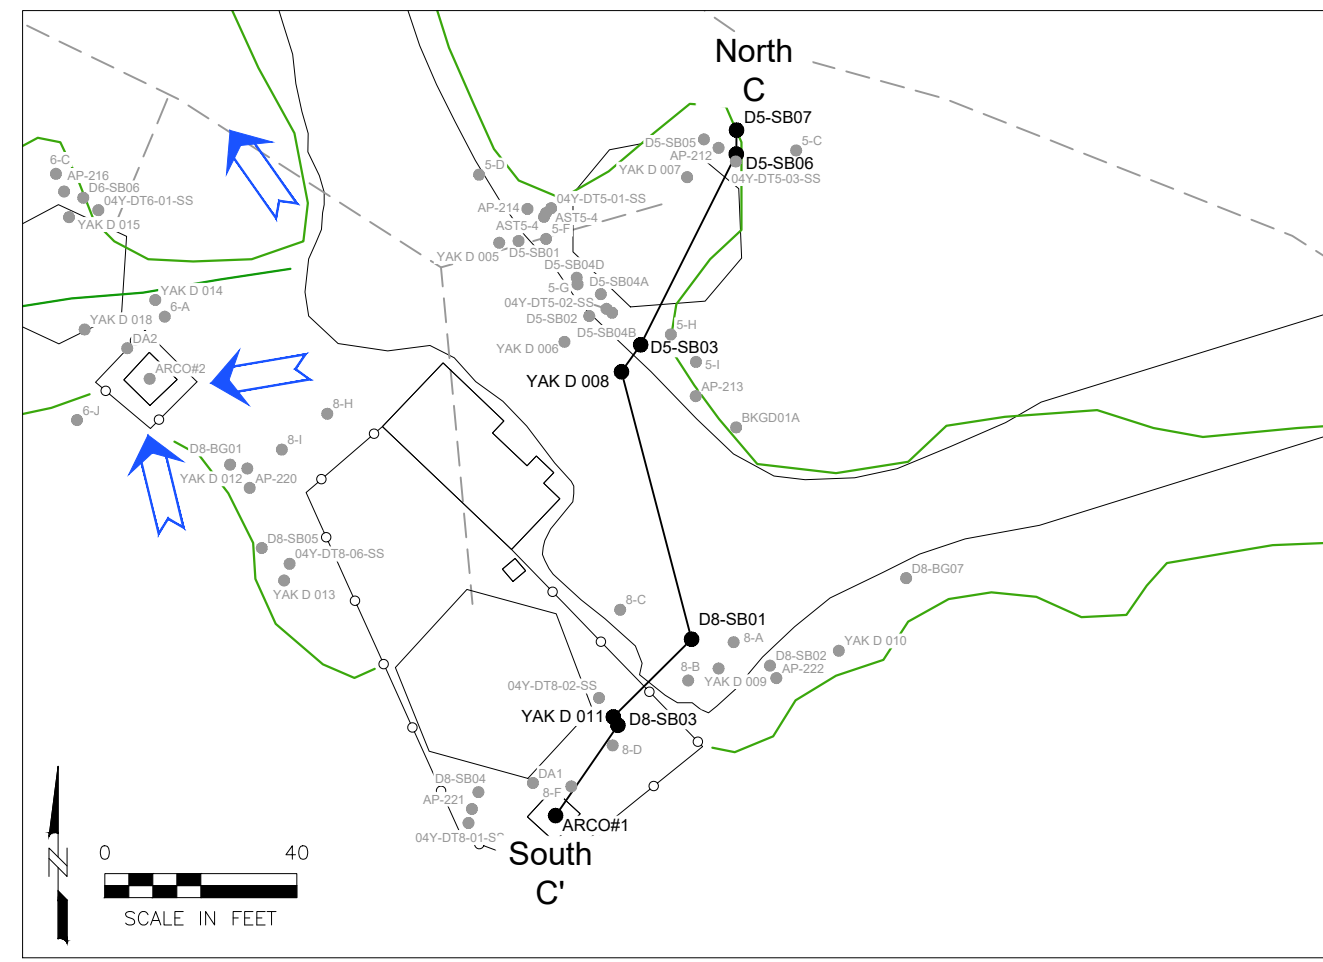 North
C
D5-SB07
D5-SB05
5-C
AP-212
D5-SB06
6-C
YAK D 007
5-D
AP-216
04Y-DT5-03-SS
D6-SB06
04Y-DT6-01-SS
04Y-DT5-01-SS
AP-214
AST5-4
YAK D 015
AST5-4
5-F
D5-SB01
YAK D 005
D5-SB04D
D5-SB04A
5-G
YAK D 014
04Y-DT5-02-SS
6-A
D5-SB02
YAK D 018
5-H
D5-SB04B
DA2
YAK D 006
D5-SB03
5-I
ARCO#2
YAK D 008
AP-213
8-H
6-J
BKGD01A
8-I
D8-BG01
YAK D 012
AP-220
D8-SB05
04Y-DT8-06-SS
D8-BG07
YAK D 013
8-C
D8-SB01
8-A
YAK D 010
D8-SB02
8-B
AP-222
YAK D 009
04Y-DT8-02-SS
YAK D 011
D8-SB03
8-D
DA1
D8-SB04
8-F
AP-221
ARCO#1
04Y-DT8-01-S
South
C'
N
0 40
SCALE IN FEET